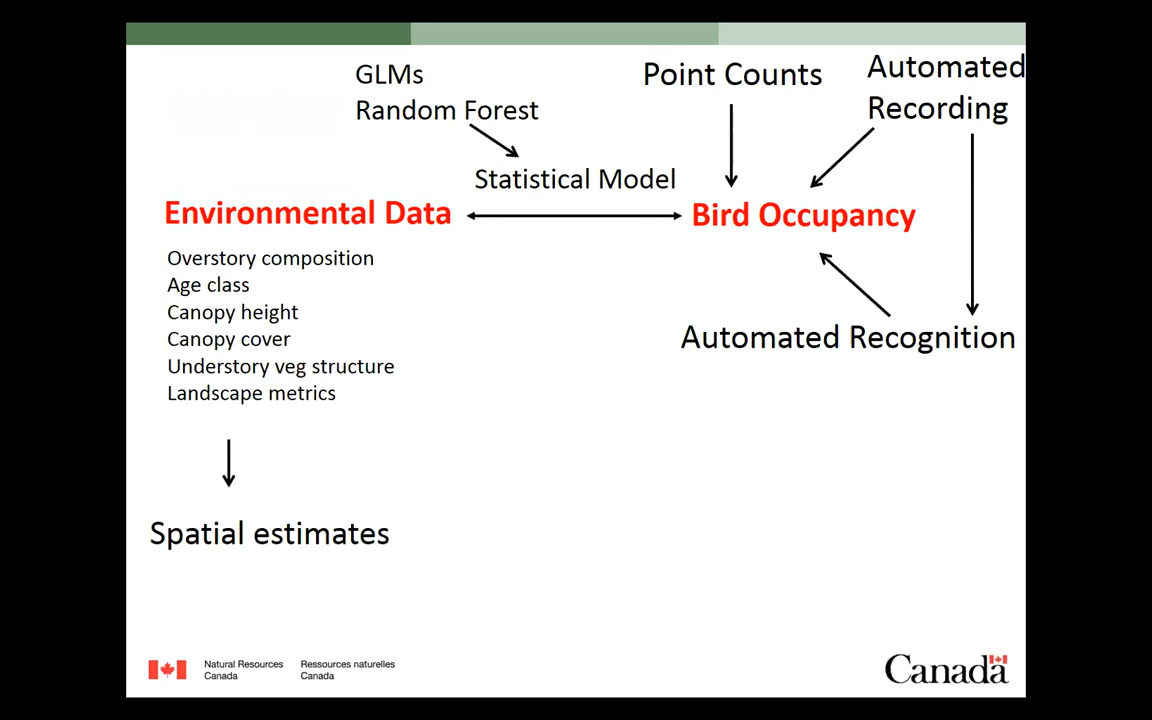 GLMs
Random Forest
Point Counts
Automated
Recording
Statistical Model
Environmental Data
Bird Occupancy
Overstory composition
Age class
Canopy height
Canopy cover
Understory veg structure
Landscape metrics
Automated Recognition
Spatial estimates
Natural Resources
Canada
Ressources naturelles
Canada
Canada